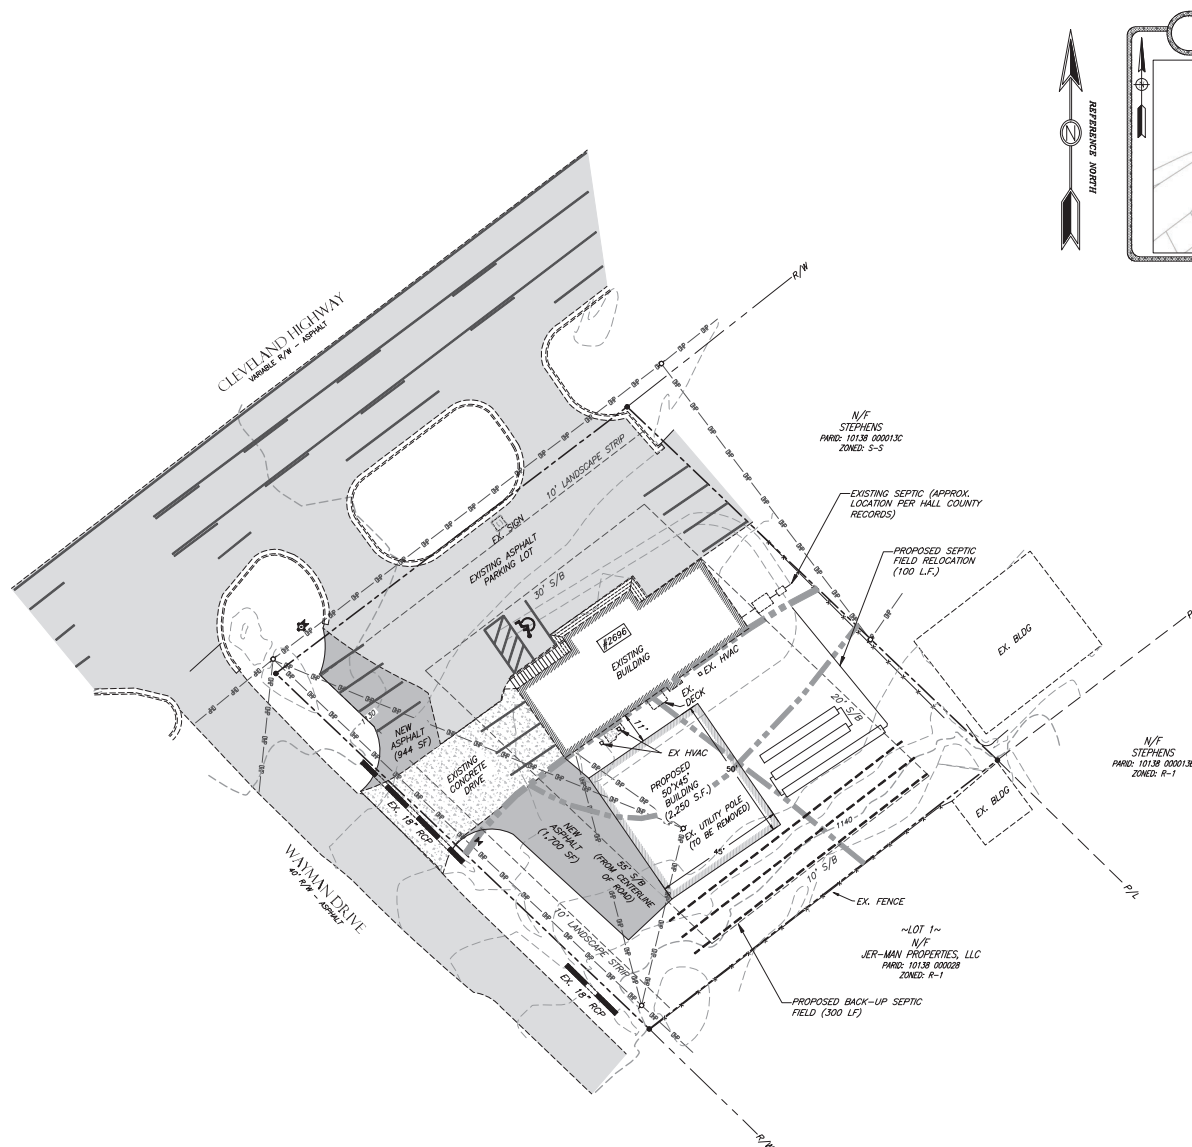 REFERENCE NORTH
N
R/W
CLEVELAND HIGHWAY
VARIABLE R/W - ASPHALT
N/F
STEPHENS
PARID: 10138 000013C
ZONED: S-S
10' LANDSCAPE STRIP
EXISTING SEPTIC (APPROX.
LOCATION PER HALL COUNTY
RECORDS)
EX. SIGN
EXISTING ASPHALT
PARKING LOT
PROPOSED SEPTIC
FIELD RELOCATION
(100 L.F.)
30' S/B
#2696
EXISTING
BUILDING
EX. HVAC
EX.
DECK
EX. BLDG
20' S/B
NEW
ASPHALT
(944 SF)
11'
EX HVAC
EXISTING
CONCRETE
DRIVE
PROPOSED
50'X45'
BUILDING
(2,250 S.F.)
50'
45'
EX. UTILITY POLE
(TO BE REMOVED)
N/F
STEPHENS
ZONED: R-1
EX. BLDG
EX. 18" RCP
NEW
ASPHALT
(1,700 SF)
55' S/B
(FROM CENTERLINE
OF ROAD)
1140
10' S/B
WAYMAN DRIVE
40' R/W - ASPHALT
10' LANDSCAPE STRIP
EX. FENCE
P/L
~LOT 1~
N/F
JER-MAN PROPERTIES, LLC
PARID: 10138 000028
ZONED: R-1
EX. 18" RCP
PROPOSED BACK-UP SEPTIC
FIELD (300 LF)
R/W